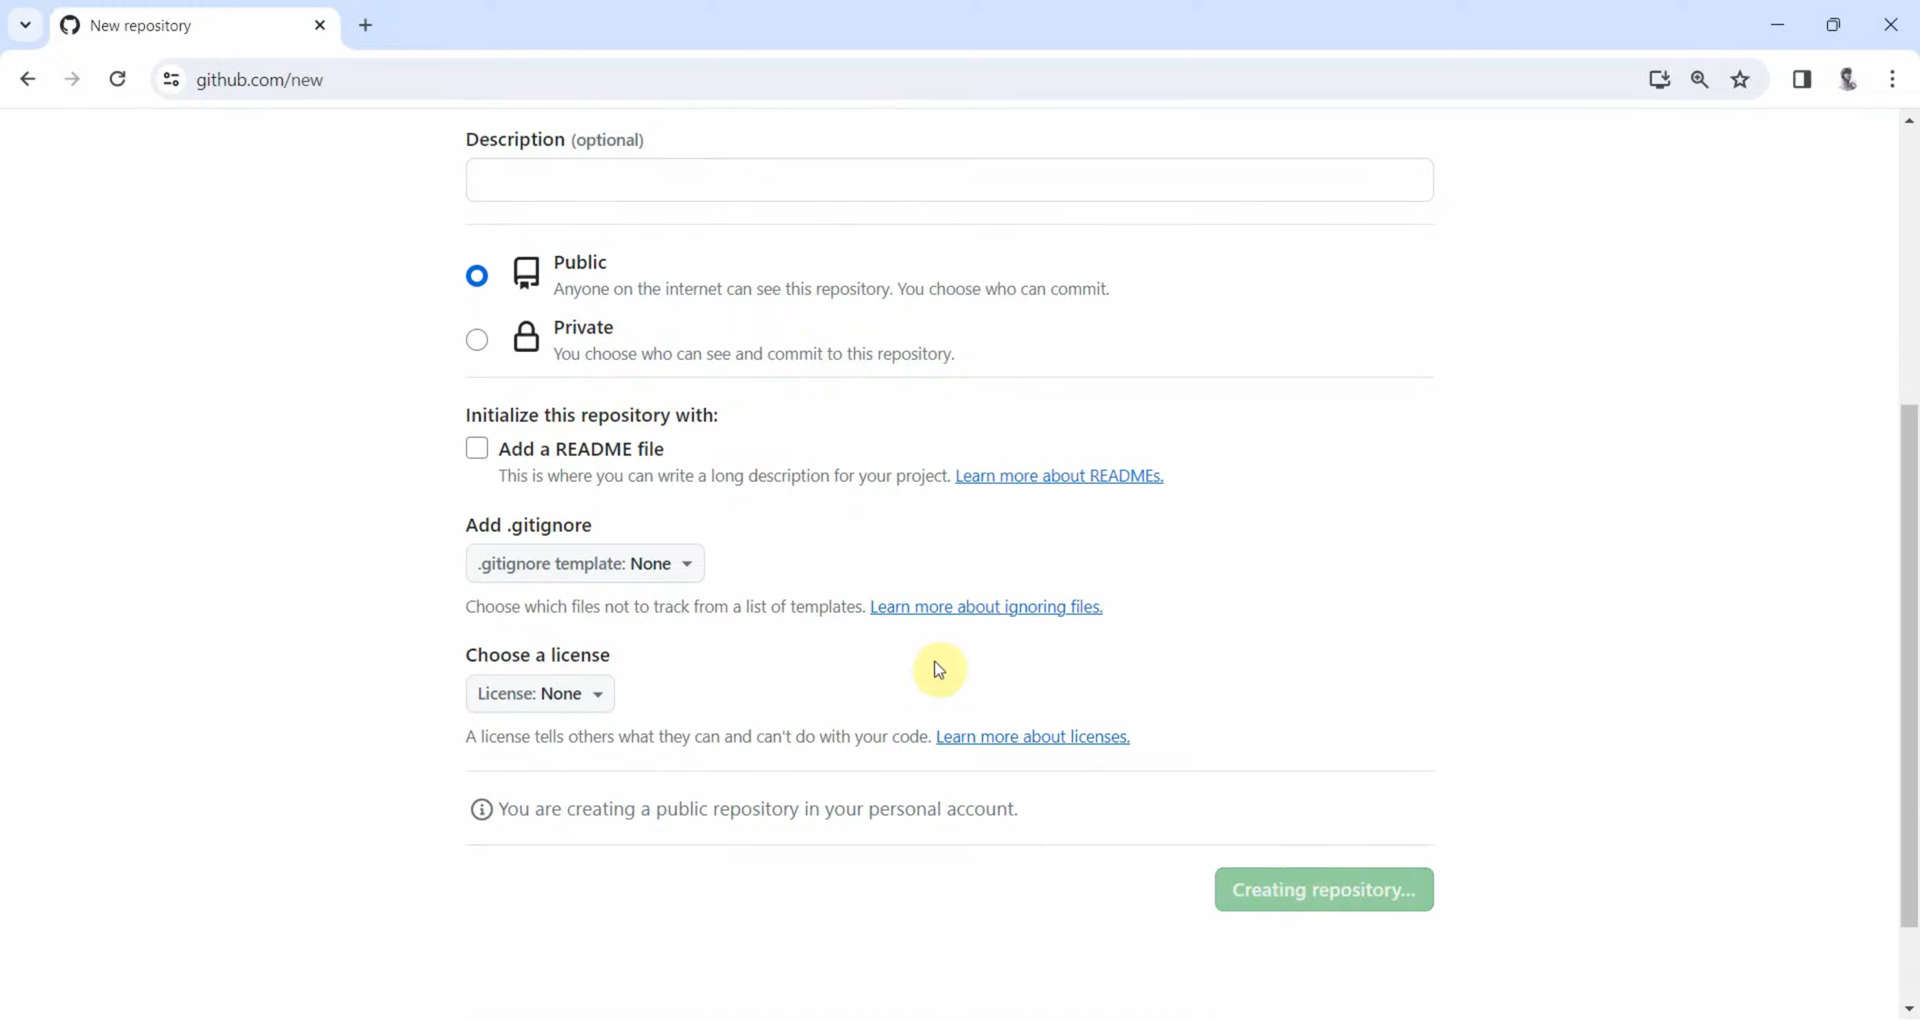 New repository
github.com/new
Description (optional)
Public
Anyone on the internet can see this repository. You choose who can commit.
Private
You choose who can see and commit to this repository.
Initialize this repository with:
Add a README file
This is where you can write a long description for your project. Learn more about READMEs.
Add .gitignore
.gitignore template: None
Choose which files not to track from a list of templates. Learn more about ignoring files.
Choose a license
License: None
A license tells others what they can and can't do with your code. Learn more about licenses.
You are creating a public repository in your personal account.
Creating repository...